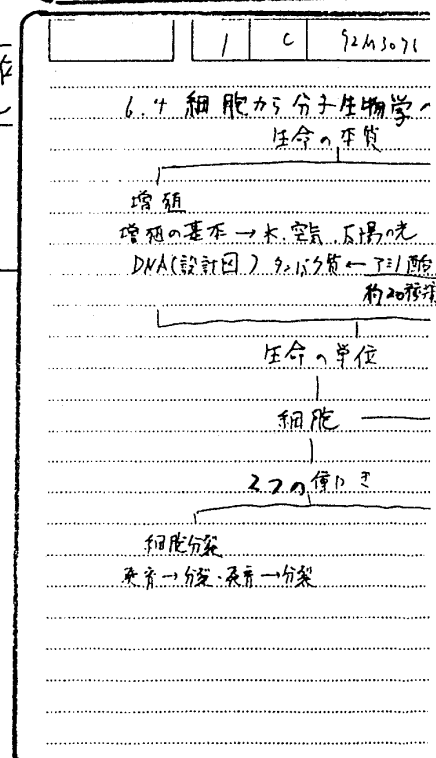 1 C 92M3071
6.4 細胞から分子生物学へ
生命の本質
増殖
増殖の基本→水.空気.太陽の光
DNA(設計図) タンパク質←アミノ酸
約20種類
生命の単位
細胞
2つの働き
細胞分裂
発育→分裂.発育→分裂